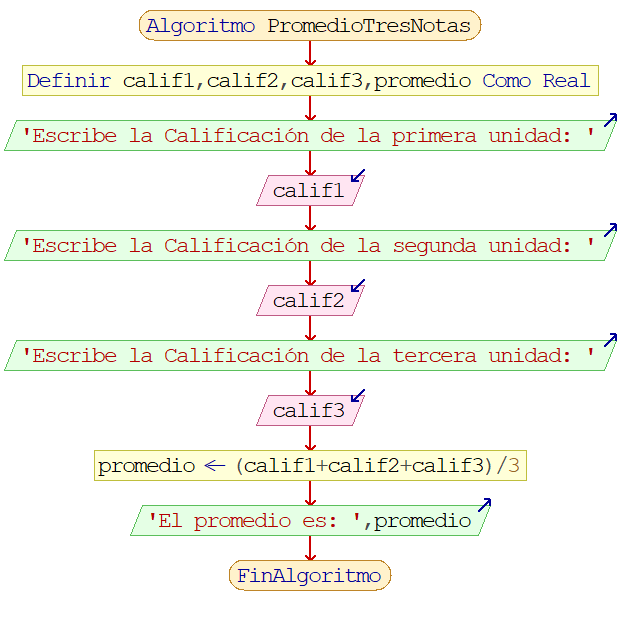 Algoritmo PromedioTresNotas
Definir calif1,calif2,calif3,promedio Como Real
'Escribe la Calificación de la primera unidad: '
calif1
'Escribe la Calificación de la segunda unidad: '
calif2
'Escribe la Calificación de la tercera unidad: '
calif3
promedio ← (calif1+calif2+calif3)/3
'El promedio es: ',promedio
FinAlgoritmo